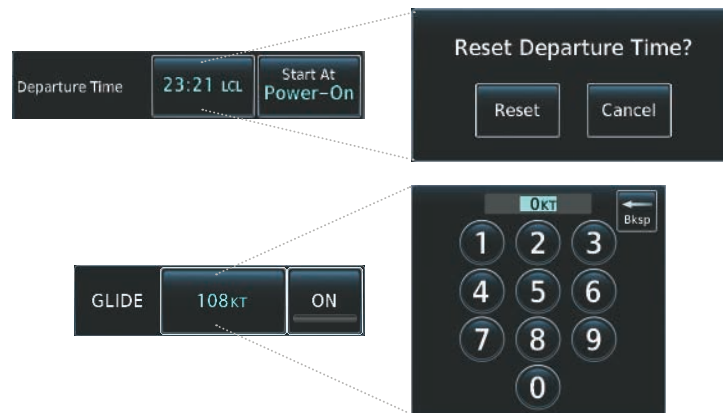 Departure Time
23:21 LCL
Start At
Power-On
Reset Departure Time?
Reset
Cancel
GLIDE
108KT
ON
0KT
Bksp
1 2 3
4 5 6
7 8 9
0